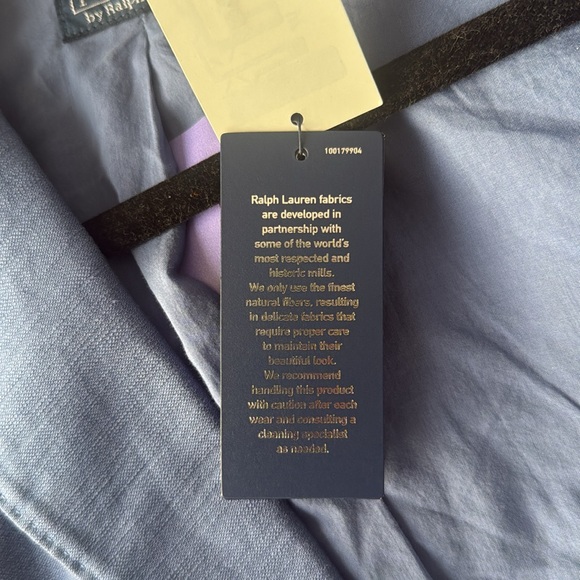 by Ralph
100179904
Ralph Lauren fabrics
are developed in
partnership with
some of the world's
most respected and
historic mills.
We only use the finest
natural fibers, resulting
in delicate fabrics that
require proper care
to maintain their
beautiful look.
We recommend
handling this product
with caution after each
wear and consulting a
cleaning specialist
as needed.